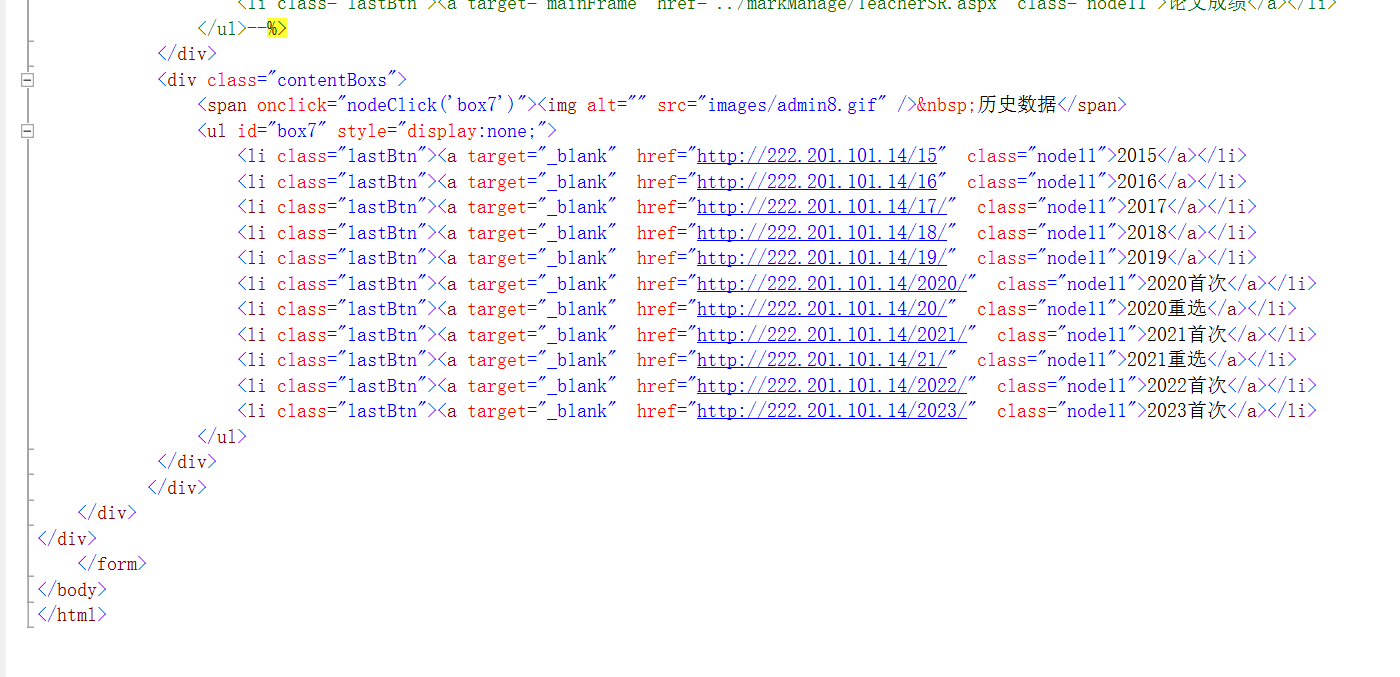 <li class="lastBtn"><a target="mainFrame" href="../markManage/TeacherSR.aspx" class="node11">论文成绩</a></li>
</ul>--%>
</div>
<div class="contentBoxs">
<span onclick="nodeClick('box7')"><img alt="" src="images/admin8.gif" />&nbsp;历史数据</span>
<ul id="box7" style="display:none;">
<li class="lastBtn"><a target="_blank"  href="http://222.201.101.14/15"  class="node11">2015</a></li>
<li class="lastBtn"><a target="_blank"  href="http://222.201.101.14/16"  class="node11">2016</a></li>
<li class="lastBtn"><a target="_blank"  href="http://222.201.101.14/17/"  class="node11">2017</a></li>
<li class="lastBtn"><a target="_blank"  href="http://222.201.101.14/18/"  class="node11">2018</a></li>
<li class="lastBtn"><a target="_blank"  href="http://222.201.101.14/19/"  class="node11">2019</a></li>
<li class="lastBtn"><a target="_blank"  href="http://222.201.101.14/2020/"  class="node11">2020首次</a></li>
<li class="lastBtn"><a target="_blank"  href="http://222.201.101.14/20/"  class="node11">2020重选</a></li>
<li class="lastBtn"><a target="_blank"  href="http://222.201.101.14/2021/"  class="node11">2021首次</a></li>
<li class="lastBtn"><a target="_blank"  href="http://222.201.101.14/21/"  class="node11">2021重选</a></li>
<li class="lastBtn"><a target="_blank"  href="http://222.201.101.14/2022/"  class="node11">2022首次</a></li>
<li class="lastBtn"><a target="_blank"  href="http://222.201.101.14/2023/"  class="node11">2023首次</a></li>
</ul>
</div>
</div>
</div>
</div>
</form>
</body>
</html>